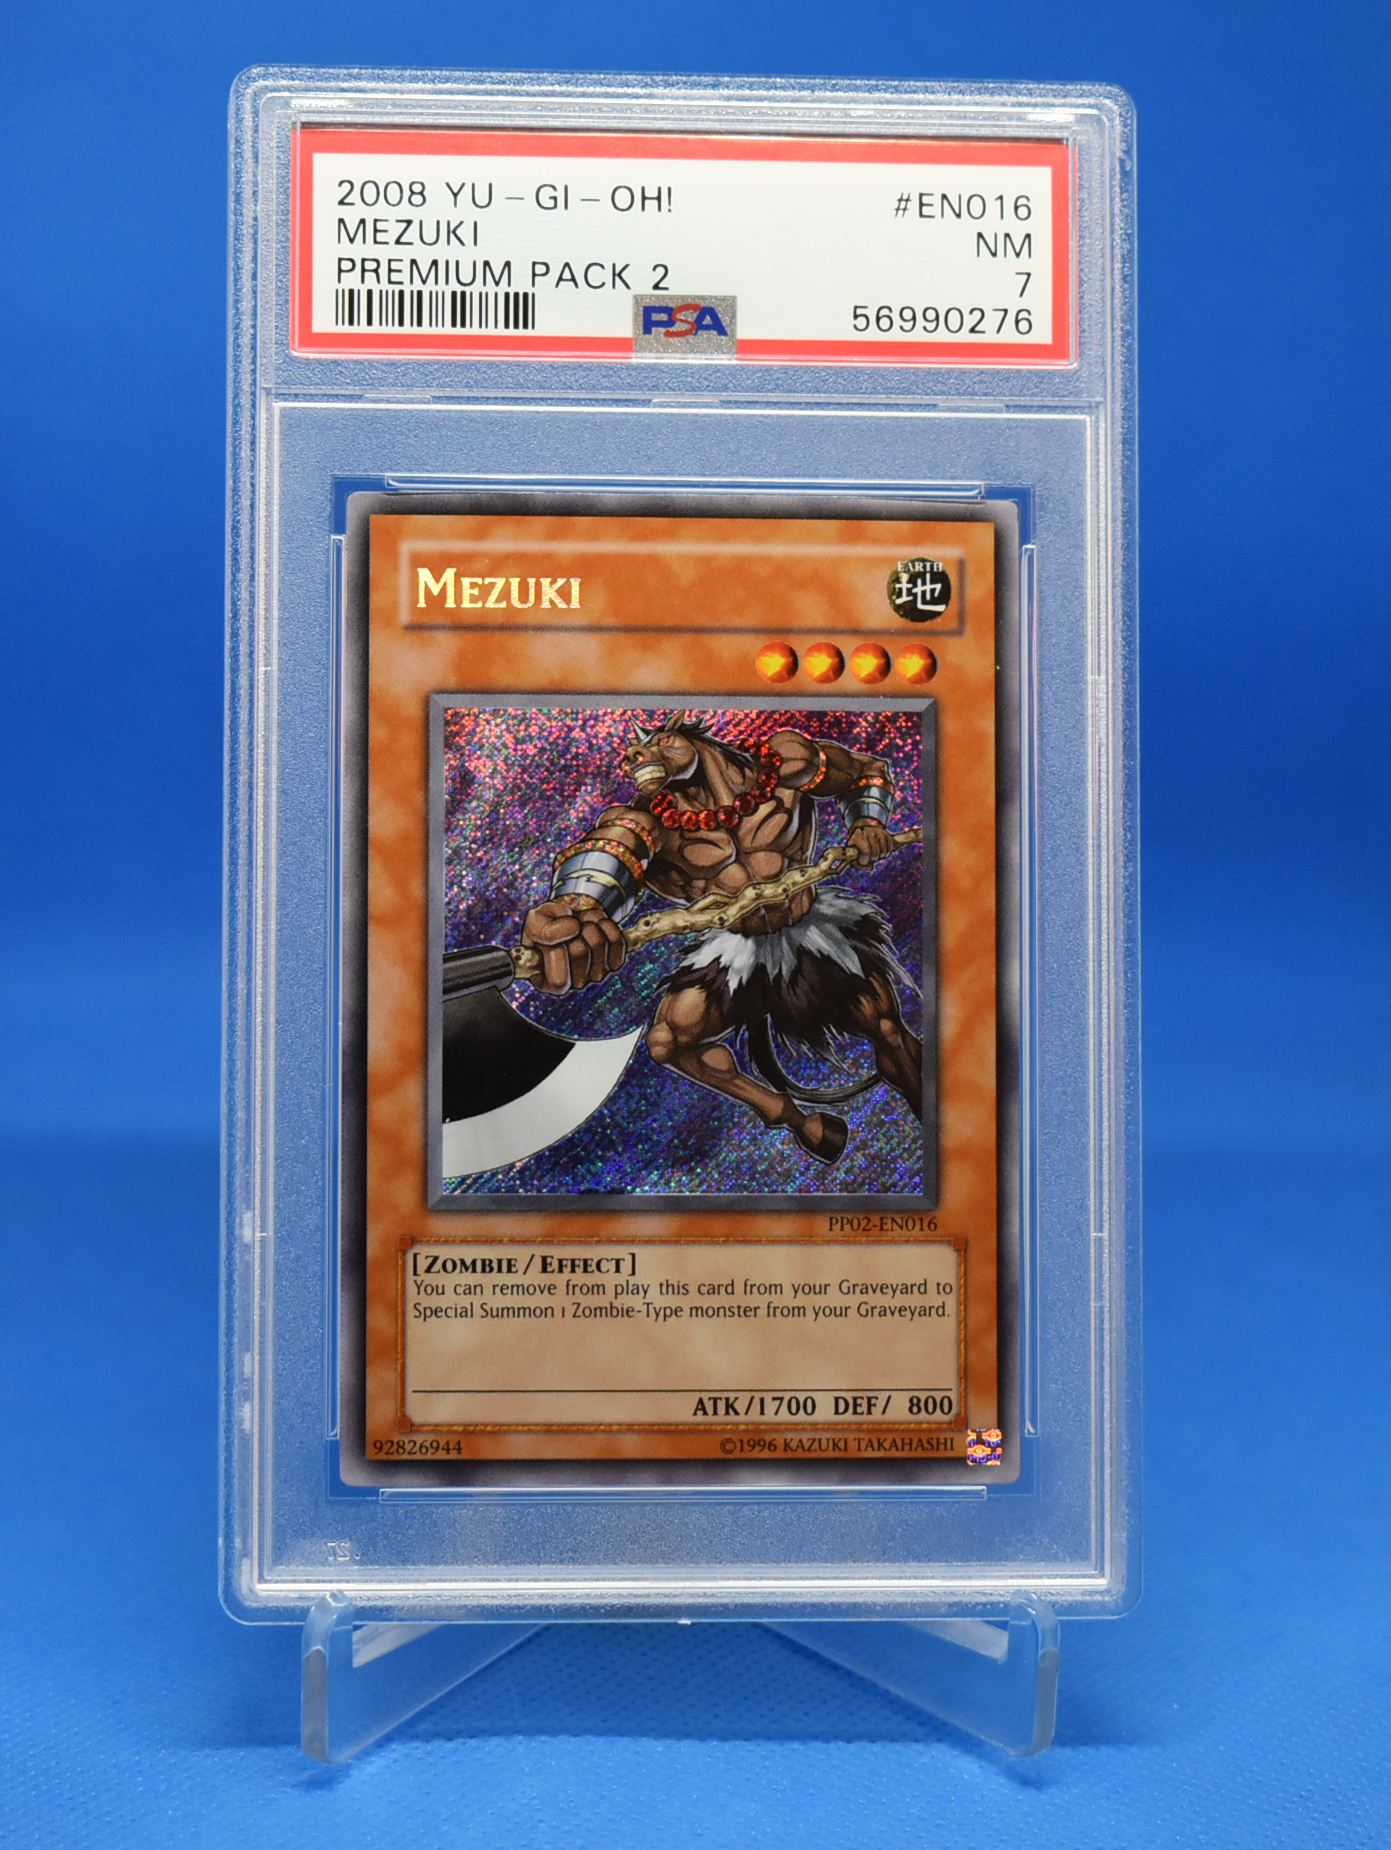 2008 YU-GI-OH!
MEZUKI
PREMIUM PACK 2
#EN016
NM
7
56990276
PSA
MEZUKI
EARTH
地
PP02-EN016
[ZOMBIE/EFFECT]
You can remove from play this card from your Graveyard to
Special Summon 1 Zombie-Type monster from your Graveyard.
ATK/1700 DEF/ 800
92826944
©1996 KAZUKI TAKAHASHI